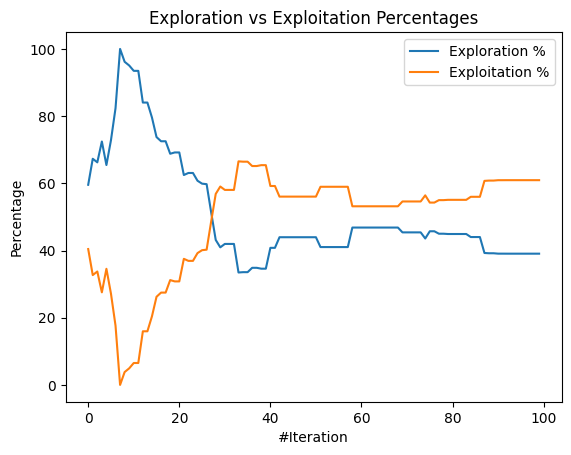 Exploration vs Exploitation Percentages
Exploration %
Exploitation %
Percentage
100
80
60
40
20
0
0 20 40 60 80 100
#Iteration